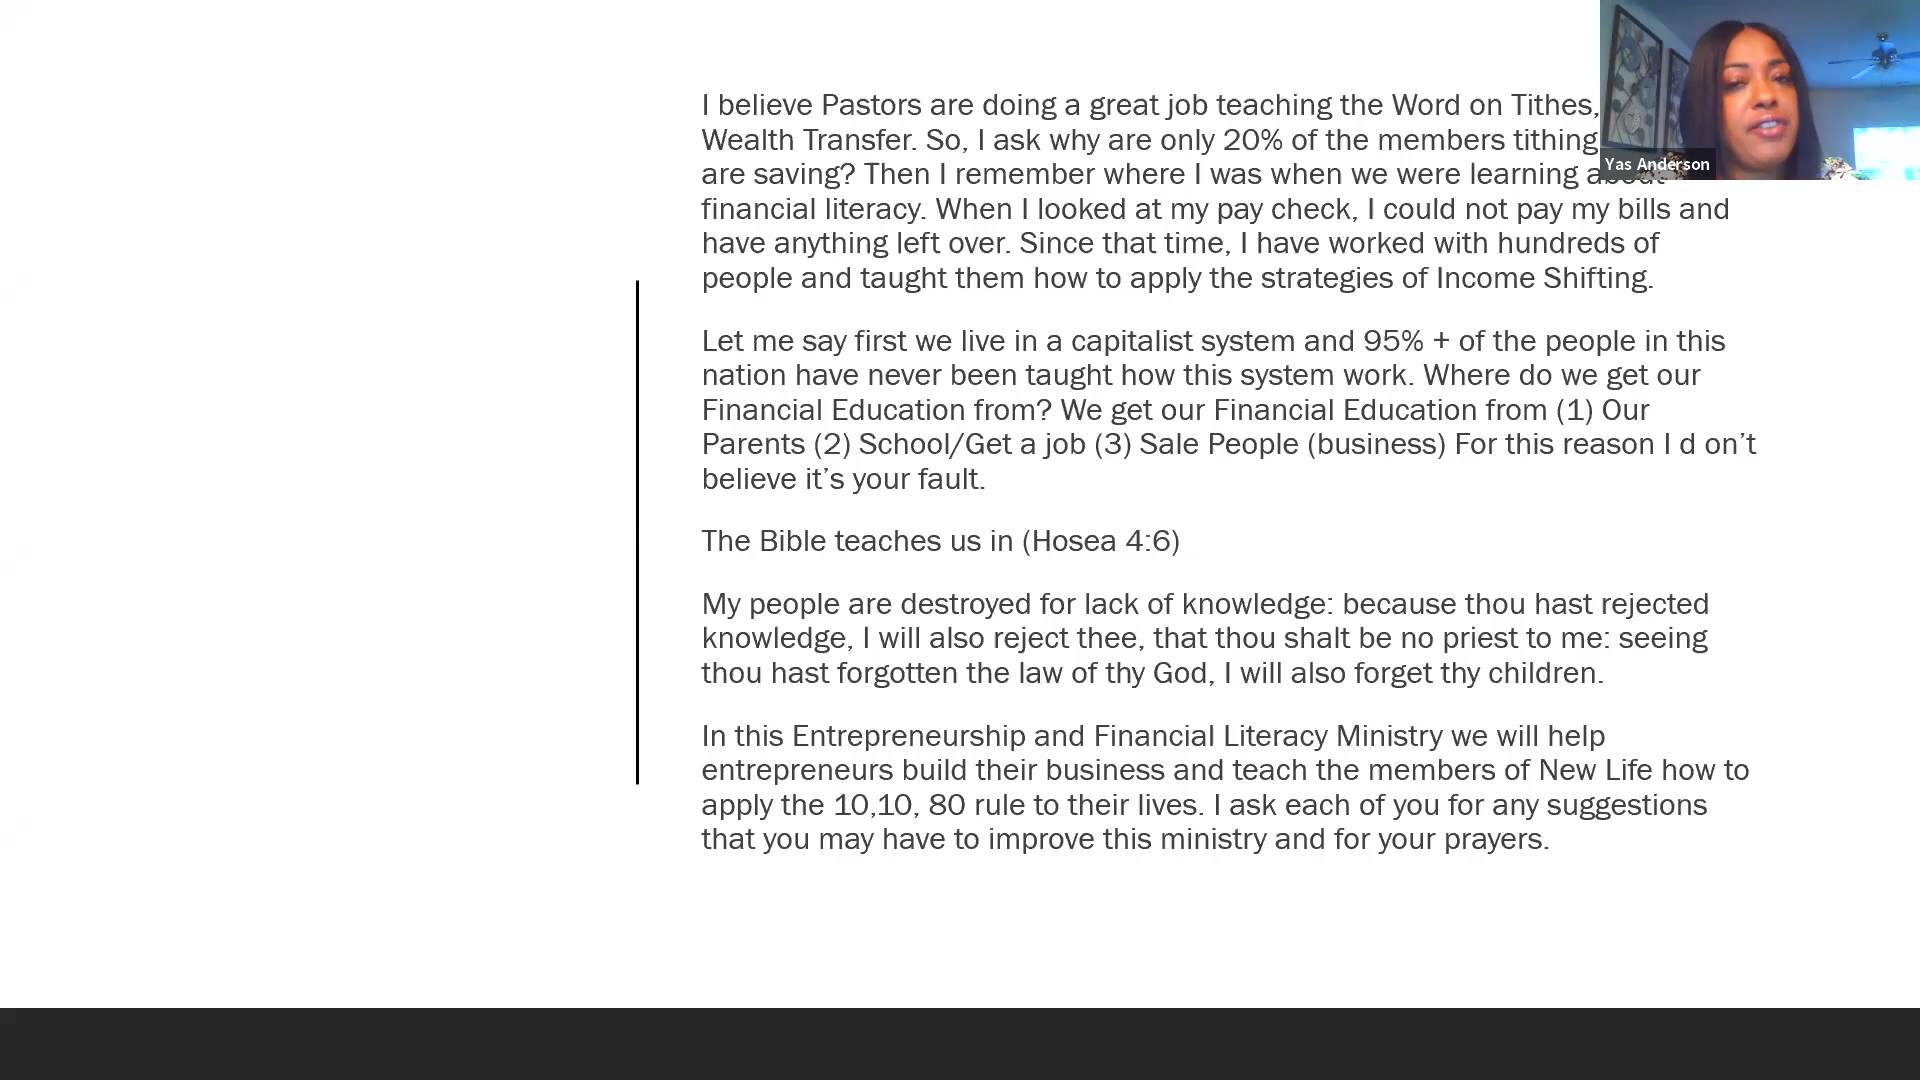 I believe Pastors are doing a great job teaching the Word on Tithes,
Wealth Transfer. So, I ask why are only 20% of the members tithing
are saving? Then I remember where I was when we were learning about
financial literacy. When I looked at my pay check, I could not pay my bills and
have anything left over. Since that time, I have worked with hundreds of
people and taught them how to apply the strategies of Income Shifting.
Let me say first we live in a capitalist system and 95% + of the people in this
nation have never been taught how this system work. Where do we get our
Financial Education from? We get our Financial Education from (1) Our
Parents (2) School/Get a job (3) Sale People (business) For this reason I d on’t
believe it’s your fault.
The Bible teaches us in (Hosea 4:6)
My people are destroyed for lack of knowledge: because thou hast rejected
knowledge, I will also reject thee, that thou shalt be no priest to me: seeing
thou hast forgotten the law of thy God, I will also forget thy children.
In this Entrepreneurship and Financial Literacy Ministry we will help
entrepreneurs build their business and teach the members of New Life how to
apply the 10,10, 80 rule to their lives. I ask each of you for any suggestions
that you may have to improve this ministry and for your prayers.
Yas Anderson